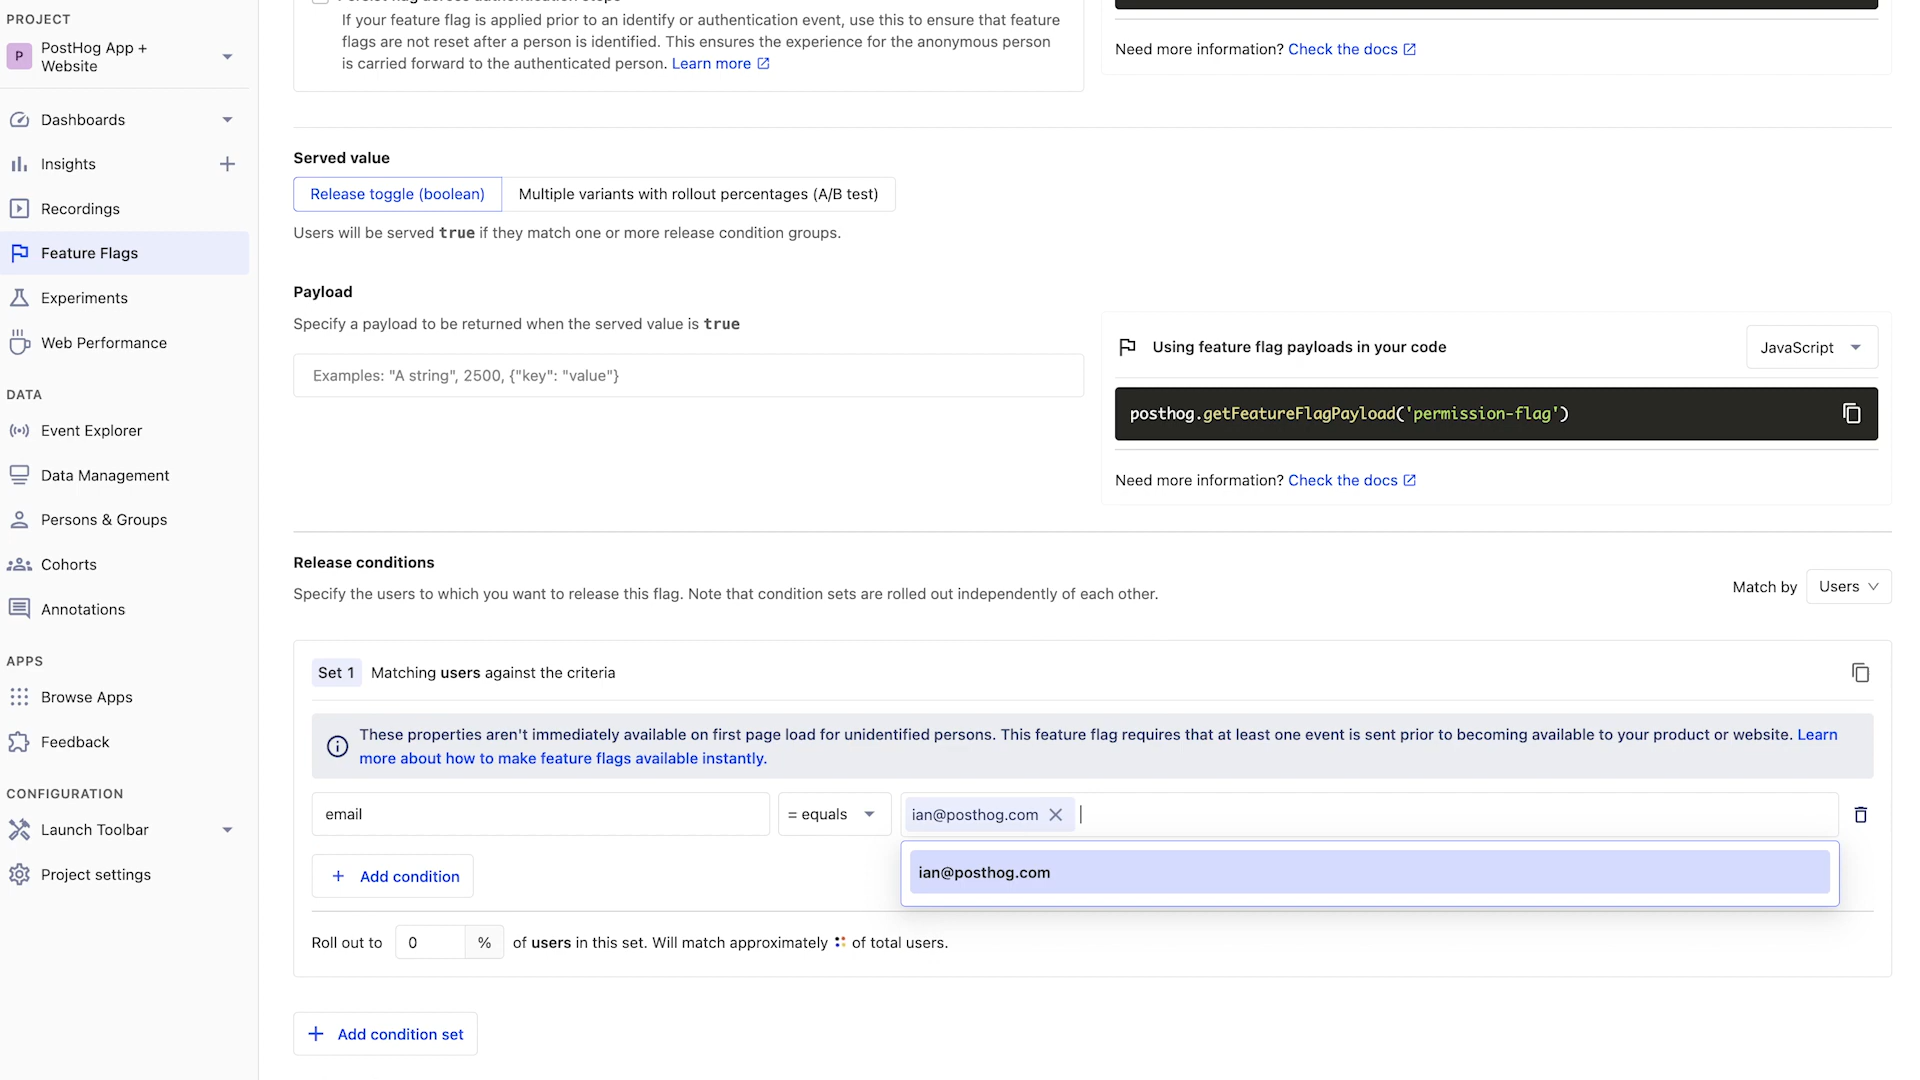 PROJECT
P
PostHog App +
Website
Dashboards
Insights
Recordings
Feature Flags
Experiments
Web Performance
DATA
Event Explorer
Data Management
Persons & Groups
Cohorts
Annotations
APPS
Browse Apps
Feedback
CONFIGURATION
Launch Toolbar
Project settings
If your feature flag is applied prior to an identify or authentication event, use this to ensure that feature
flags are not reset after a person is identified. This ensures the experience for the anonymous person
is carried forward to the authenticated person. Learn more
Need more information? Check the docs
Served value
Release toggle (boolean)
Multiple variants with rollout percentages (A/B test)
Users will be served true if they match one or more release condition groups.
Payload
Specify a payload to be returned when the served value is true
Examples: "A string", 2500, {"key": "value"}
Using feature flag payloads in your code
JavaScript
posthog.getFeatureFlagPayload('permission-flag')
Need more information? Check the docs
Release conditions
Specify the users to which you want to release this flag. Note that condition sets are rolled out independently of each other.
Match by
Users
Set 1 Matching users against the criteria
These properties aren't immediately available on first page load for unidentified persons. This feature flag requires that at least one event is sent prior to becoming available to your product or website. Learn
more about how to make feature flags available instantly.
email
= equals
ian@posthog.com
ian@posthog.com
+ Add condition
Roll out to 0 % of users in this set. Will match approximately of total users.
+ Add condition set